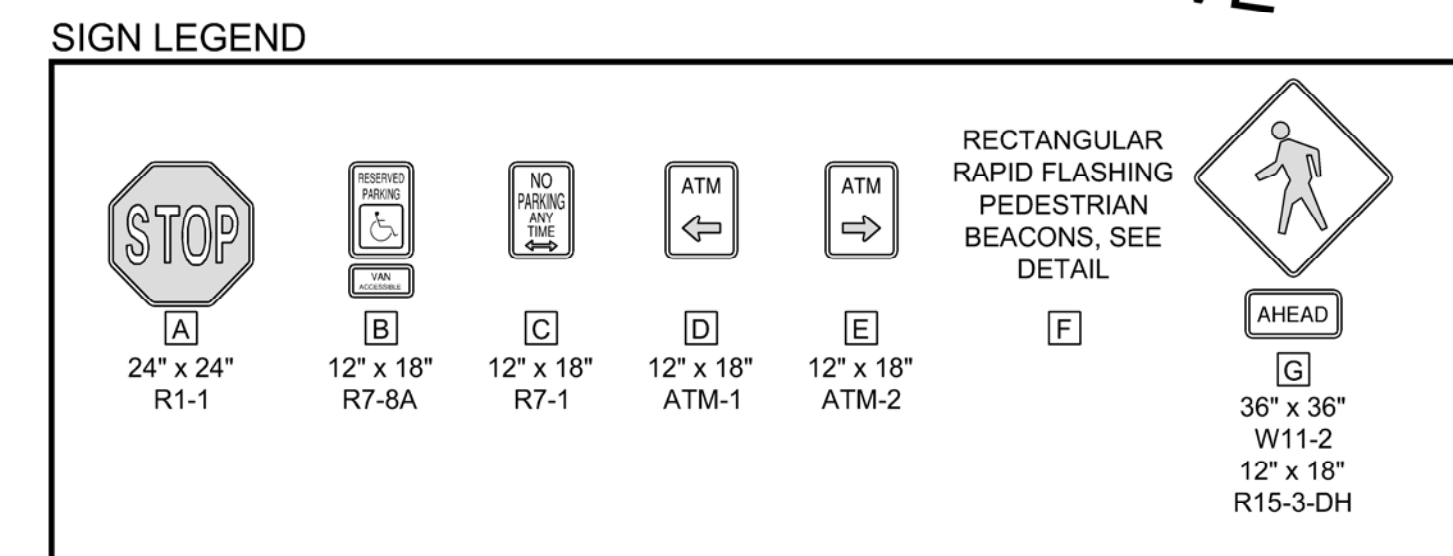 SIGN LEGEND
STOP
A
24" x 24"
R1-1
RESERVED
PARKING
VAN
ACCESSIBLE
B
12" x 18"
R7-8A
NO
PARKING
ANY
TIME
C
12" x 18"
R7-1
ATM
D
12" x 18"
ATM-1
ATM
E
12" x 18"
ATM-2
RECTANGULAR
RAPID FLASHING
PEDESTRIAN
BEACONS, SEE
DETAIL
F
AHEAD
G
36" x 36"
W11-2
12" x 18"
R15-3-DH